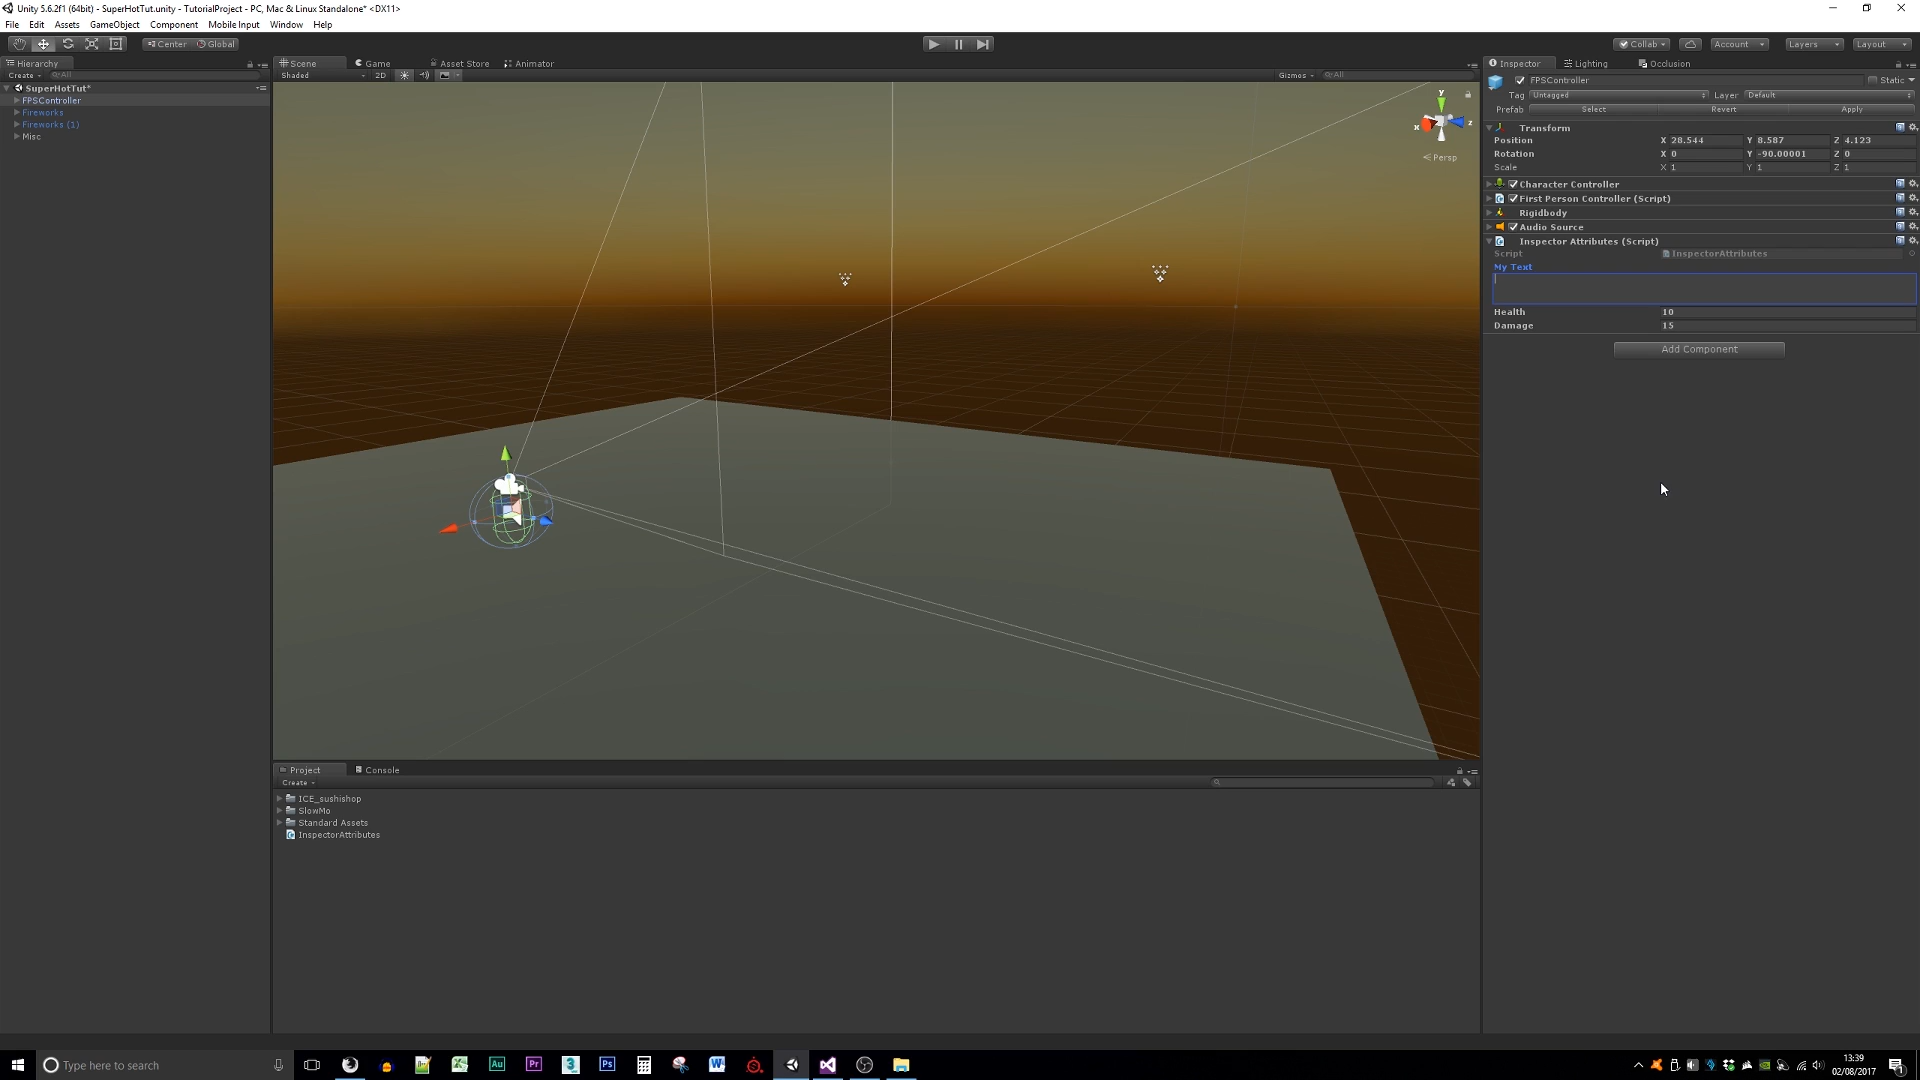 Unity 5.6.2f1 (64bit) - SuperHotTut.unity - TutorialProject - PC, Mac & Linux Standalone* <DX11>
File Edit Assets GameObject Component Mobile Input Window Help
Center Global Collab Account Layers Layout
Hierarchy
Create All
SuperHotTut*
FPSController
Fireworks
Fireworks (1)
Misc
Scene Game Asset Store Animator
Shaded 2D Gizmos All
y
x z
Persp
Inspector Lighting Occlusion
FPSController Static
Tag Untagged Layer Default
Prefab Select Revert Apply
Transform
Position X 28.544 Y 8.587 Z 4.123
Rotation X 0 Y -90.00001 Z 0
Scale X 1 Y 1 Z 1
Character Controller
First Person Controller (Script)
Rigidbody
Audio Source
Inspector Attributes (Script)
Script InspectorAttributes
My Text
Health 10
Damage 15
Add Component
Project Console
Create
ICE_sushishop
SlowMo
Standard Assets
InspectorAttributes
Type here to search
Au Pr 3 Ps W
13:39
02/08/2017